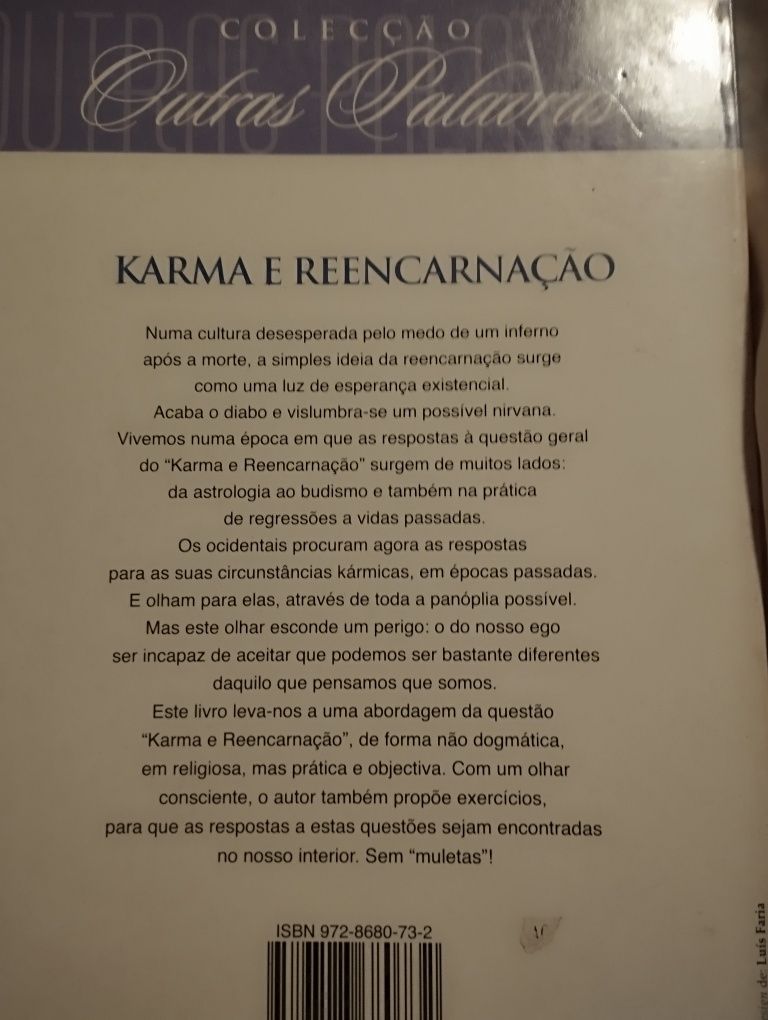 COLECÇÃO
Outras Palavras
KARMA E REENCARNAÇÃO
Numa cultura desesperada pelo medo de um inferno
após a morte, a simples ideia da reencarnação surge
como uma luz de esperança existencial.
Acaba o diabo e vislumbra-se um possível nirvana.
Vivemos numa época em que as respostas à questão geral
do “Karma e Reencarnação” surgem de muitos lados:
da astrologia ao budismo e também na prática
de regressões a vidas passadas.
Os ocidentais procuram agora as respostas
para as suas circunstâncias kármicas, em épocas passadas.
E olham para elas, através de toda a panóplia possível.
Mas este olhar esconde um perigo: o do nosso ego
ser incapaz de aceitar que podemos ser bastante diferentes
daquilo que pensamos que somos.
Este livro leva-nos a uma abordagem da questão
“Karma e Reencarnação”, de forma não dogmática,
em religiosa, mas prática e objectiva. Com um olhar
consciente, o autor também propõe exercícios,
para que as respostas a estas questões sejam encontradas
no nosso interior. Sem “muletas”!
ISBN 972-8680-73-2
de: Luís Faria